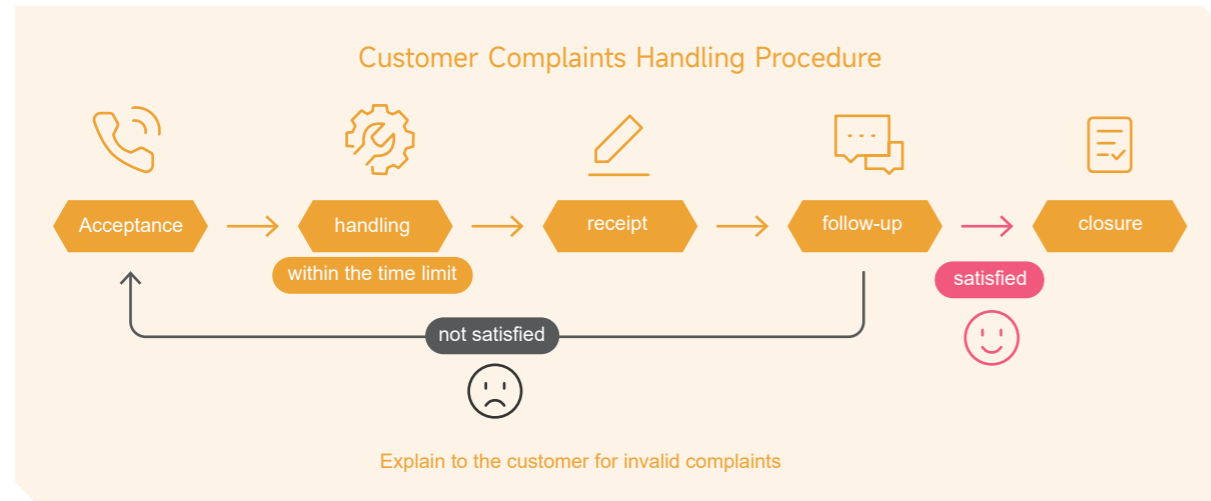 Customer Complaints Handling Procedure
Acceptance
handling
receipt
follow-up
closure
within the time limit
satisfied
not satisfied
Explain to the customer for invalid complaints